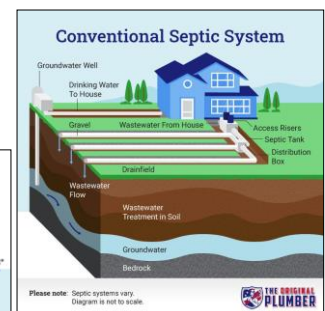 Conventional Septic System
Groundwater Well
Drinking Water
To House
Gravel
Wastewater From House
Access Risers
Septic Tank
Distribution
Box
Drainfield
Wastewater
Flow
Wastewater
Treatment in Soil
Groundwater
Bedrock
Please note: Septic systems vary.
Diagram is not to scale.
THE ORIGINAL
PLUMBER